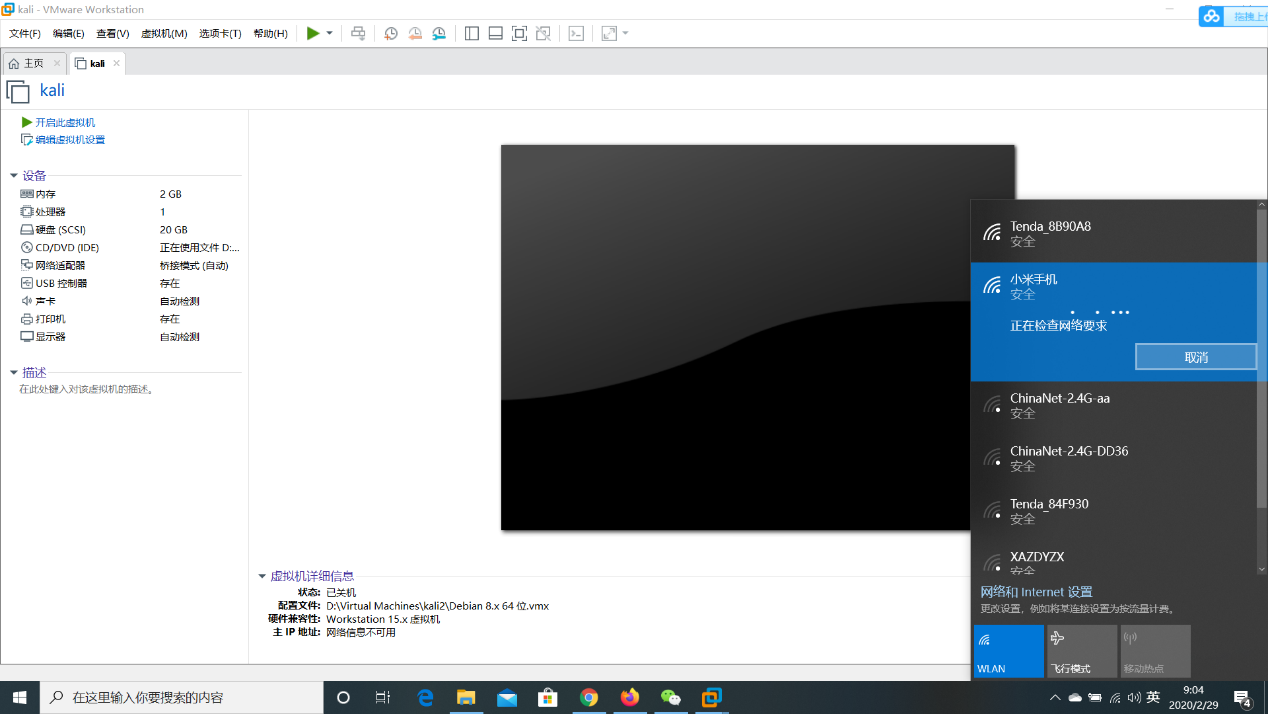 kali - VMware Workstation
拖拽上
文件(F) 编辑(E) 查看(V) 虚拟机(M) 选项卡(T) 帮助(H)
主页 kali
kali
开启此虚拟机
编辑虚拟机设置
设备
内存 2 GB
处理器 1
硬盘 (SCSI) 20 GB
CD/DVD (IDE) 正在使用文件 D:...
网络适配器 桥接模式 (自动)
USB 控制器 存在
声卡 自动检测
打印机 存在
显示器 自动检测
描述
在此处键入对该虚拟机的描述。
虚拟机详细信息
状态: 已关机
配置文件: D:\Virtual Machines\kali2\Debian 8.x 64 位.vmx
硬件兼容性: Workstation 15.x 虚拟机
主 IP 地址: 网络信息不可用
Tenda_8B90A8
安全
小米手机
安全
正在检查网络要求
取消
ChinaNet-2.4G-aa
安全
ChinaNet-2.4G-DD36
安全
Tenda_84F930
安全
XAZDYZX
安全
网络和 Internet 设置
更改设置，例如将某连接设置为按流量计费。
WLAN 飞行模式 移动热点
在这里输入你要搜索的内容
英
9:04
2020/2/29
4